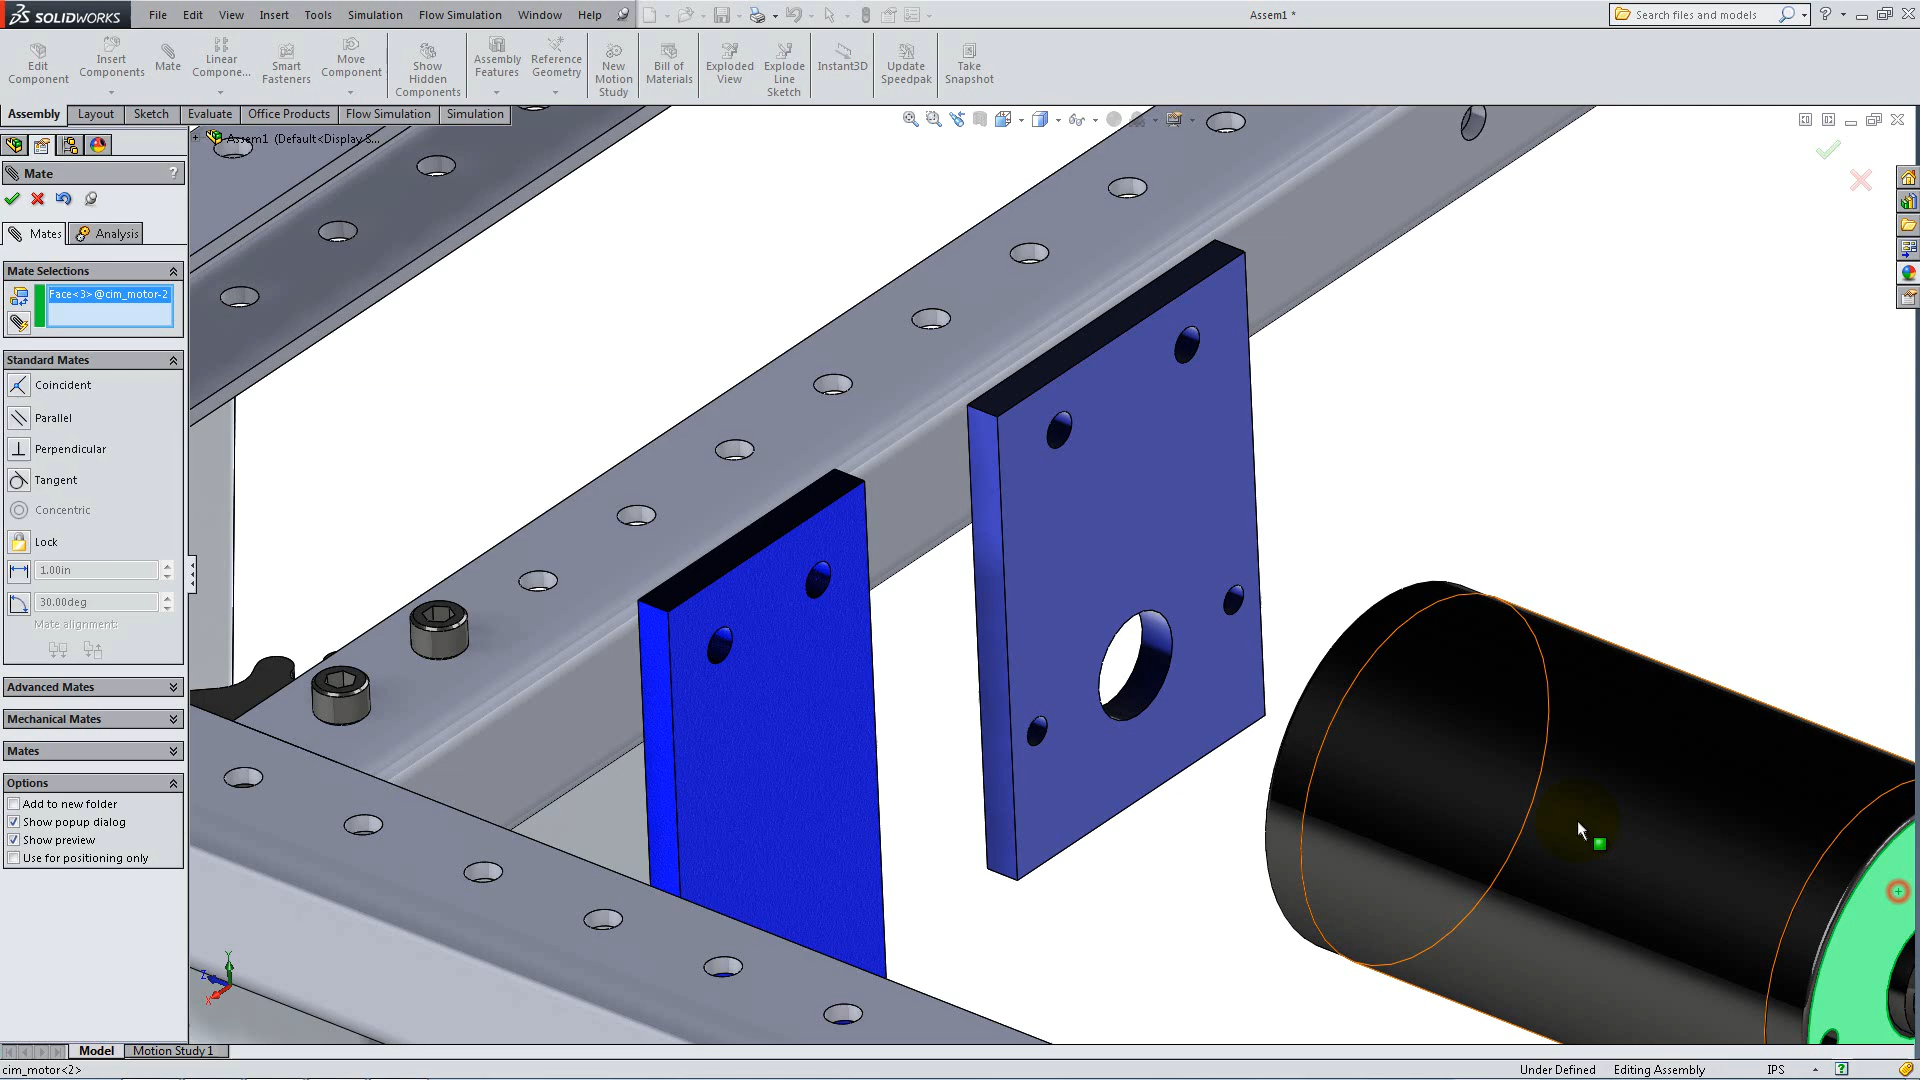 SOLIDWORKS
File Edit View Insert Tools Simulation Flow Simulation Window Help
Assem1 *
Search files and models
Edit Component
Insert Components
Mate
Linear Compone...
Smart Fasteners
Move Component
Show Hidden Components
Assembly Features
Reference Geometry
New Motion Study
Bill of Materials
Exploded View
Explode Line Sketch
Instant3D
Update Speedpak
Take Snapshot
Assembly Layout Sketch Evaluate Office Products Flow Simulation Simulation
Assem1 (Default<Display S...
Mate ?
Mates Analysis
Mate Selections
Face<3>@cim_motor-2
Standard Mates
Coincident
Parallel
Perpendicular
Tangent
Concentric
Lock
1.00in
30.00deg
Mate alignment:
Advanced Mates
Mechanical Mates
Mates
Options
Add to new folder
Show popup dialog
Show preview
Use for positioning only
Y
Z
X
Model Motion Study 1
cim_motor<2>
Under Defined Editing Assembly IPS ?